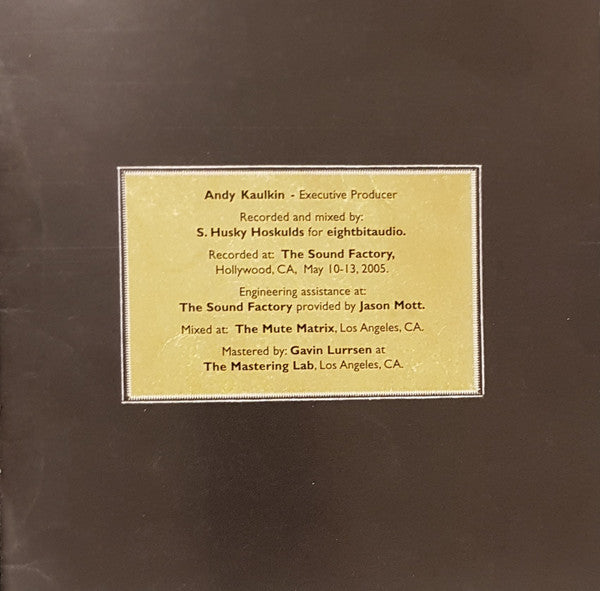 Andy Kaulkin - Executive Producer
Recorded and mixed by:
S. Husky Hoskulds for eightbitaudio.
Recorded at: The Sound Factory,
Hollywood, CA, May 10-13, 2005.
Engineering assistance at:
The Sound Factory provided by Jason Mott.
Mixed at: The Mute Matrix, Los Angeles, CA.
Mastered by: Gavin Lurrsen at
The Mastering Lab, Los Angeles, CA.